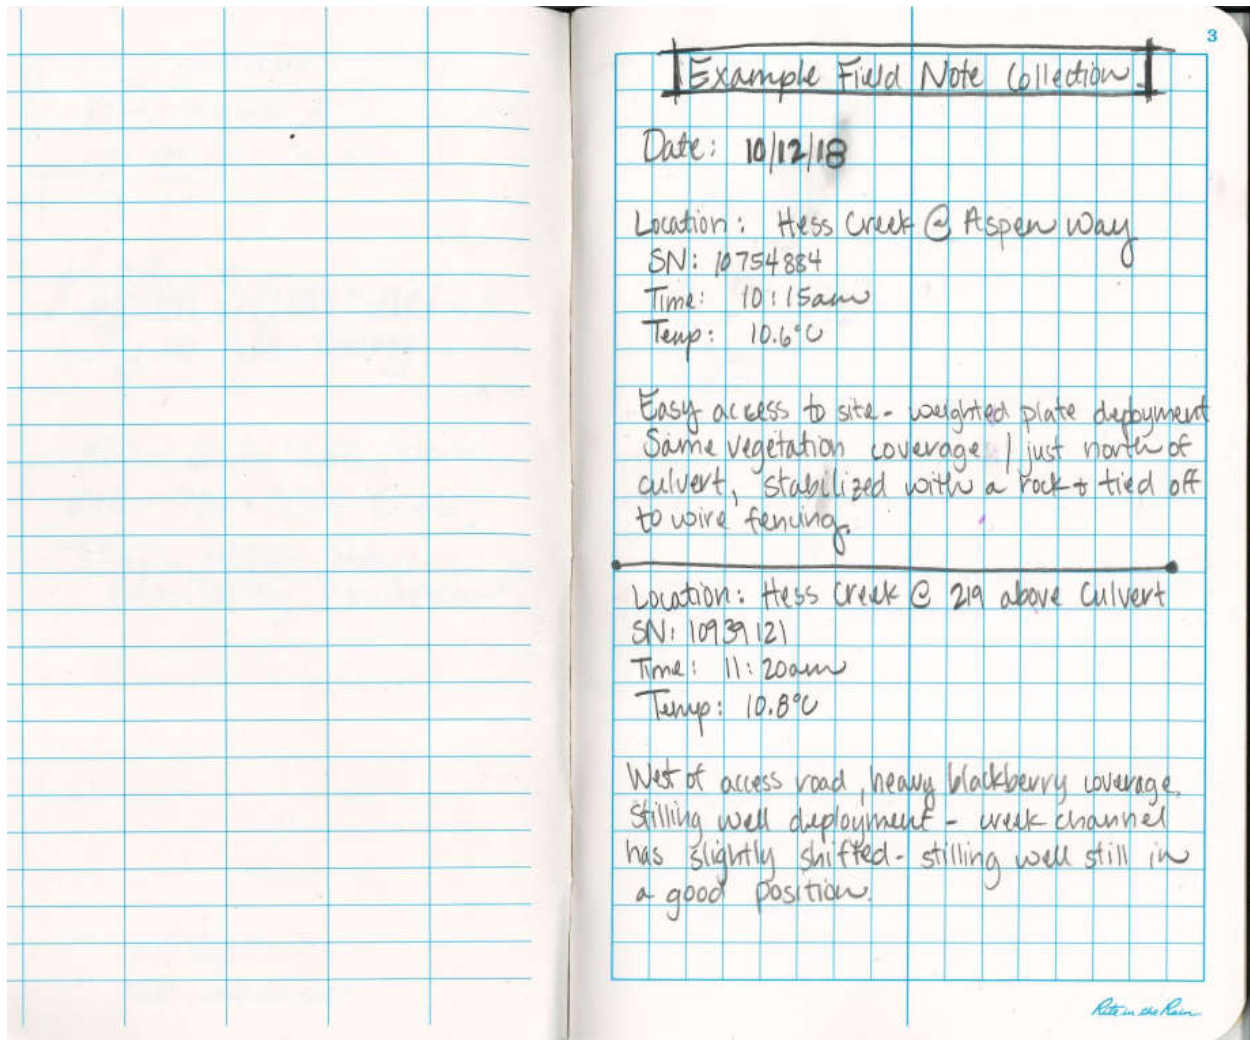 3
Example Field Note Collection
Date: 10/12/18
Location: Hess Creek @ Aspen Way
SN: 10754884
Time: 10:15am
Temp: 10.6°C
Easy access to site - weighted plate deployment
Same vegetation coverage / just north of
culvert, stabilized with a rock + tied off
to wire fencing.
Location: Hess Creek @ 219 above Culvert
SN: 10939121
Time: 11:20am
Temp: 10.8°C
West of access road, heavy blackberry coverage.
Stilling well deployment - creek channel
has slightly shifted - stilling well still in
a good position.
Rite in the Rain